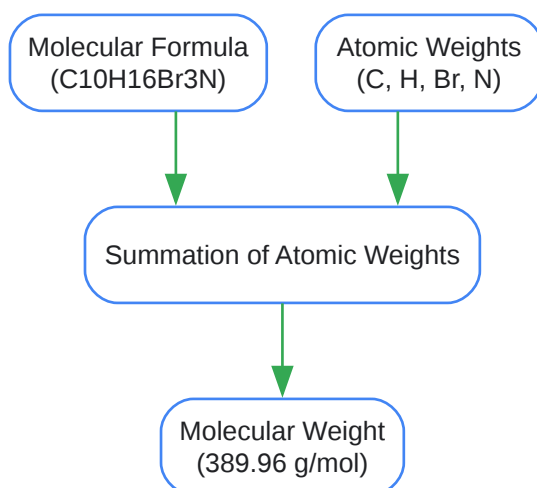 Molecular Formula
(C10H16Br3N)
Atomic Weights
(C, H, Br, N)
Summation of Atomic Weights
Molecular Weight
(389.96 g/mol)